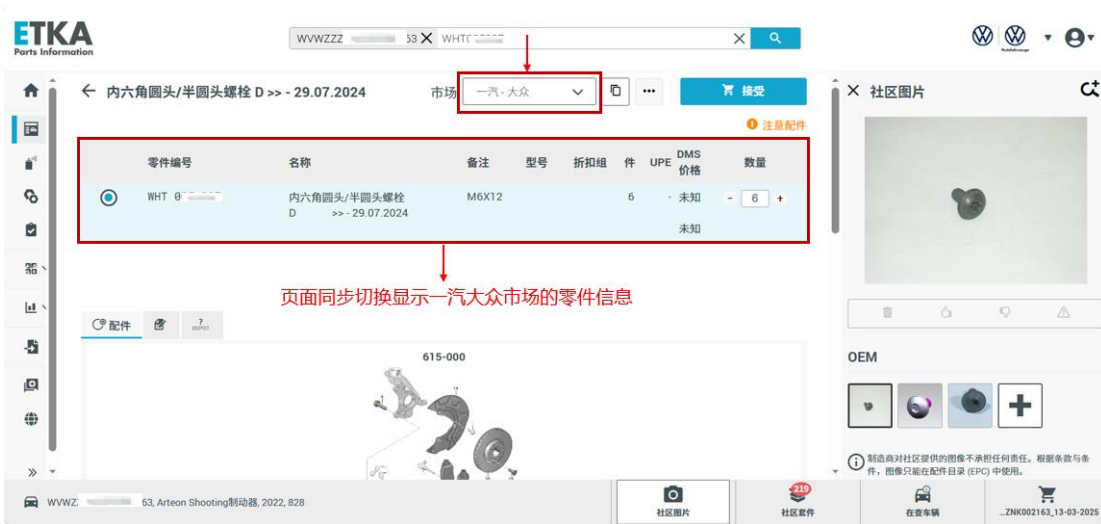 ETKA
Parts Information
WVWZZZ 63 WHT
内六角圆头/半圆头螺栓 D >> - 29.07.2024
市场
一汽 - 大众
接受
注意配件
零件编号 名称 备注 型号 折扣组 件 UPE DMS 价格 数量
WHT 0 内六角圆头/半圆头螺栓 M6X12 6 - 未知 - 6 +
D >> - 29.07.2024
未知
页面同步切换显示一汽大众市场的零件信息
配件
615-000
社区图片
OEM
制造商对社区提供的图像不承担任何责任。根据条款与条
件，图像只能在配件目录 (EPC) 中使用。
WVWZ 63, Arteon Shooting制动器, 2022, 828
社区图片
219
社区套件
在查车辆
...ZNK002163_13-03-2025